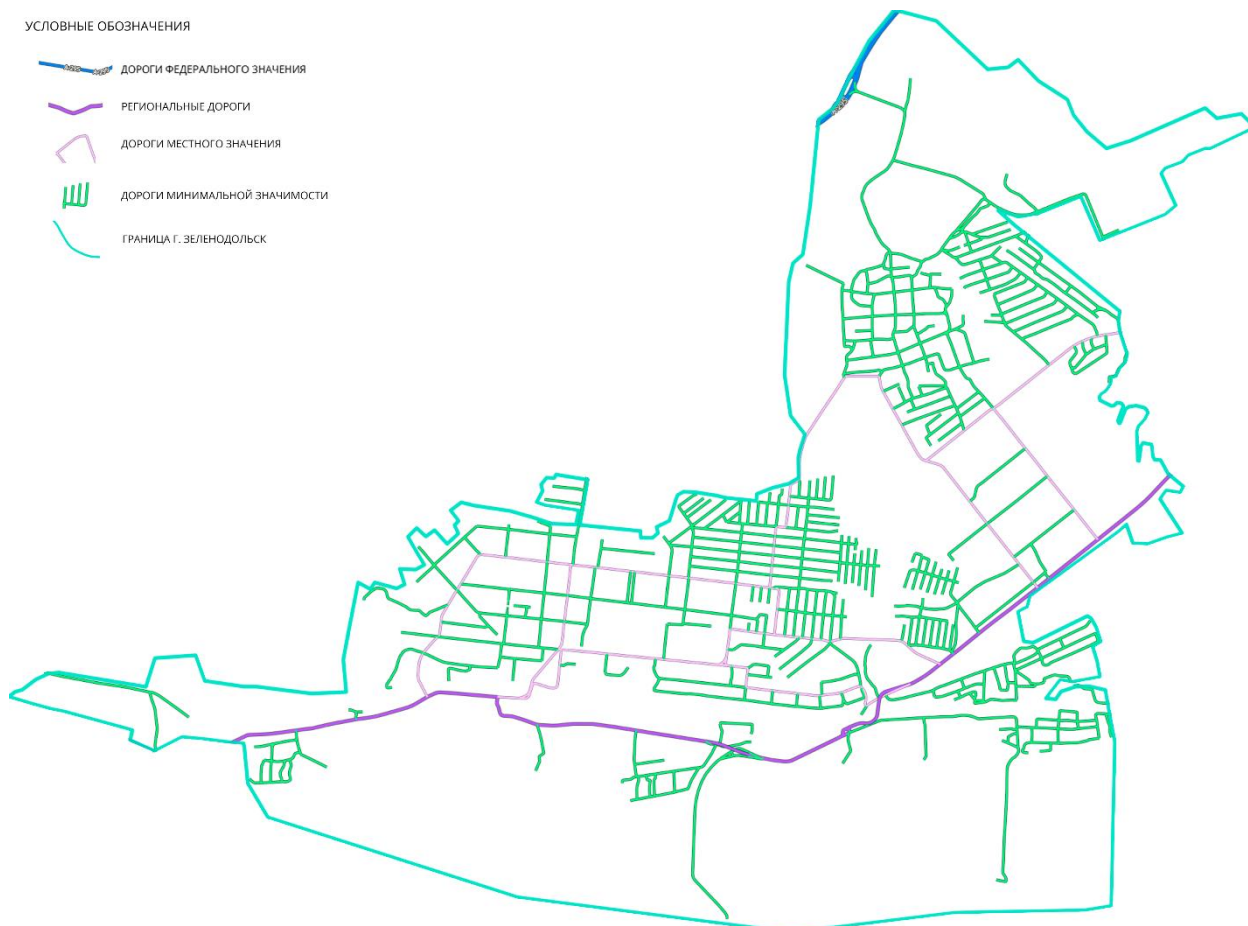 УСЛОВНЫЕ ОБОЗНАЧЕНИЯ
ДОРОГИ ФЕДЕРАЛЬНОГО ЗНАЧЕНИЯ
РЕГИОНАЛЬНЫЕ ДОРОГИ
ДОРОГИ МЕСТНОГО ЗНАЧЕНИЯ
ДОРОГИ МИНИМАЛЬНОЙ ЗНАЧИМОСТИ
ГРАНИЦА Г. ЗЕЛЕНОДОЛЬСК